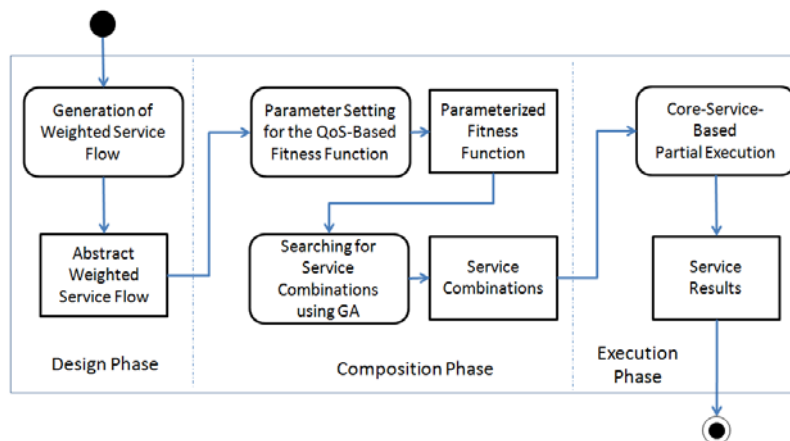 Generation of
Weighted Service
Flow
Abstract
Weighted
Service Flow
Design Phase
Parameter Setting
for the QoS-Based
Fitness Function
Parameterized
Fitness
Function
Searching for
Service
Combinations
using GA
Service
Combinations
Composition Phase
Core-Service-
Based
Partial Execution
Service
Results
Execution
Phase